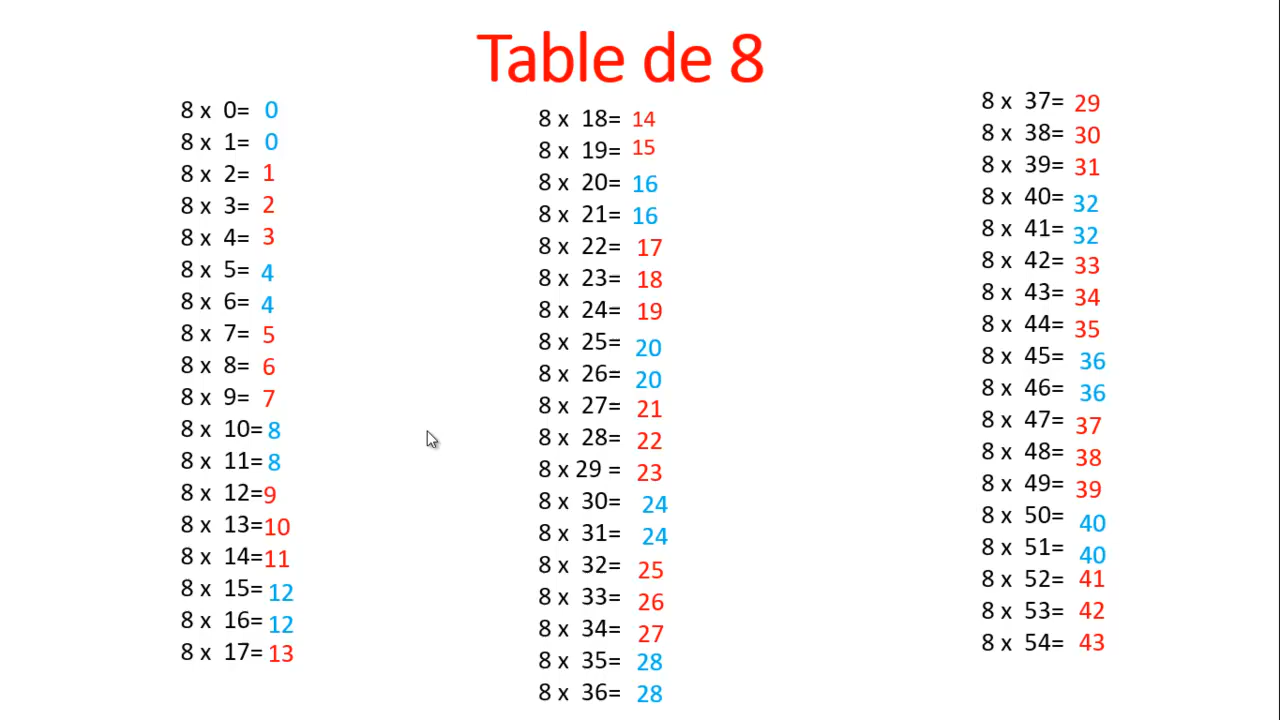 Table de 8
8 x 0= 0
8 x 1= 0
8 x 2= 1
8 x 3= 2
8 x 4= 3
8 x 5= 4
8 x 6= 4
8 x 7= 5
8 x 8= 6
8 x 9= 7
8 x 10= 8
8 x 11= 8
8 x 12= 9
8 x 13= 10
8 x 14= 11
8 x 15= 12
8 x 16= 12
8 x 17= 13
8 x 18= 14
8 x 19= 15
8 x 20= 16
8 x 21= 16
8 x 22= 17
8 x 23= 18
8 x 24= 19
8 x 25= 20
8 x 26= 20
8 x 27= 21
8 x 28= 22
8 x 29 = 23
8 x 30= 24
8 x 31= 24
8 x 32= 25
8 x 33= 26
8 x 34= 27
8 x 35= 28
8 x 36= 28
8 x 37= 29
8 x 38= 30
8 x 39= 31
8 x 40= 32
8 x 41= 32
8 x 42= 33
8 x 43= 34
8 x 44= 35
8 x 45= 36
8 x 46= 36
8 x 47= 37
8 x 48= 38
8 x 49= 39
8 x 50= 40
8 x 51= 40
8 x 52= 41
8 x 53= 42
8 x 54= 43